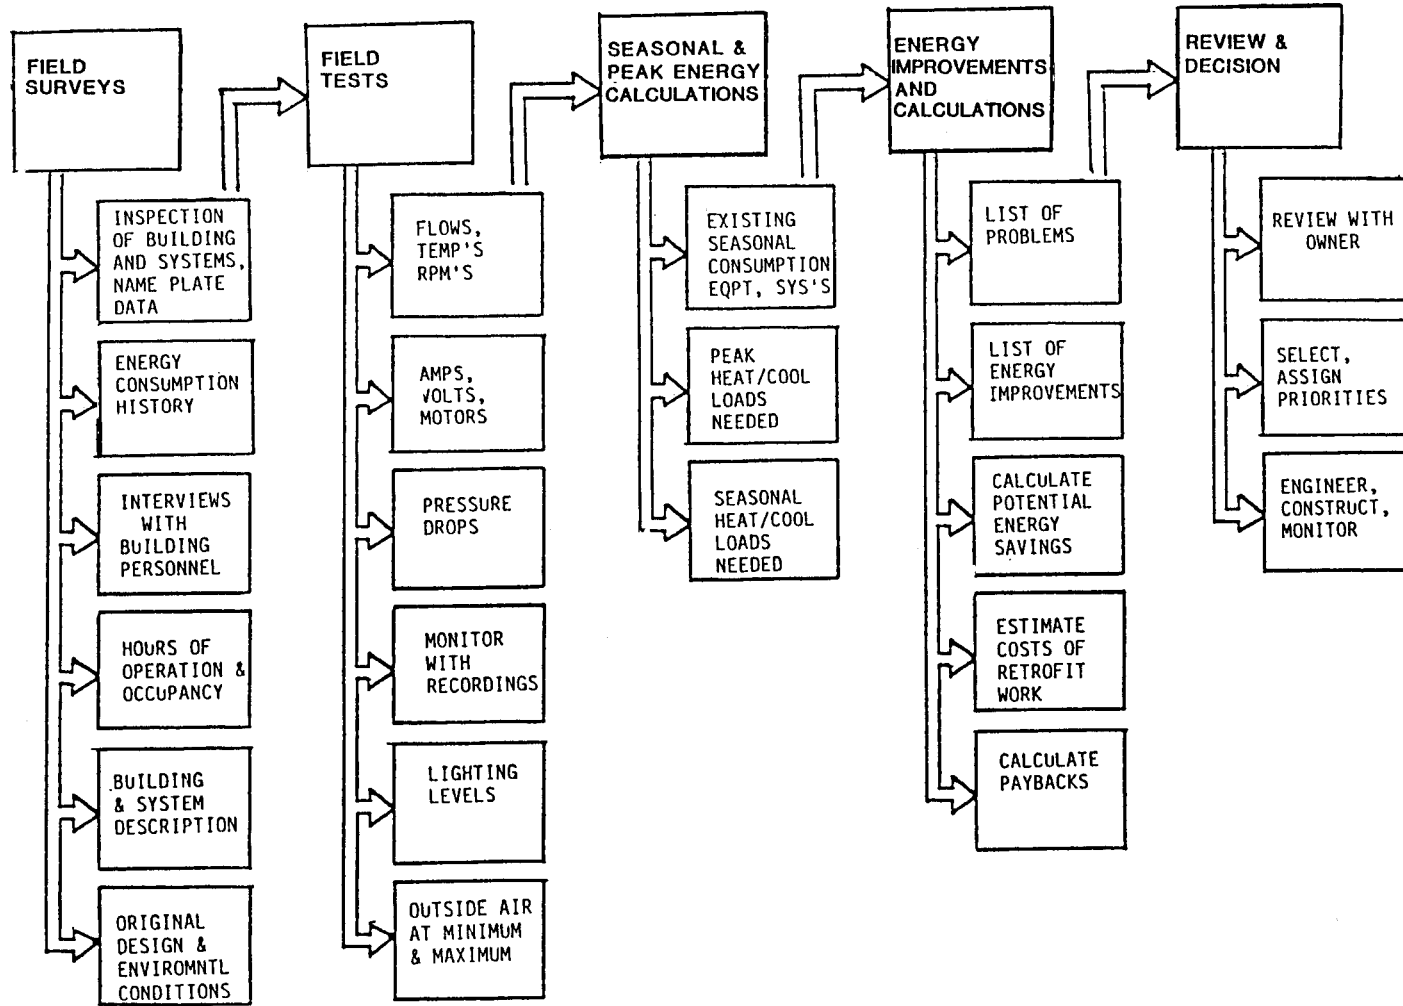 FIELD
SURVEYS
INSPECTION
OF BUILDING
AND SYSTEMS,
NAME PLATE
DATA
ENERGY
CONSUMPTION
HISTORY
INTERVIEWS
WITH
BUILDING
PERSONNEL
HOURS OF
OPERATION &
OCCUPANCY
BUILDING
& SYSTEM
DESCRIPTION
ORIGINAL
DESIGN &
ENVIROMNTL
CONDITIONS
FIELD
TESTS
FLOWS,
TEMP'S
RPM'S
AMPS,
VOLTS,
MOTORS
PRESSURE
DROPS
MONITOR
WITH
RECORDINGS
LIGHTING
LEVELS
OUTSIDE AIR
AT MINIMUM
& MAXIMUM
SEASONAL &
PEAK ENERGY
CALCULATIONS
EXISTING
SEASONAL
CONSUMPTION
EQPT, SYS'S
PEAK
HEAT/COOL
LOADS
NEEDED
SEASONAL
HEAT/COOL
LOADS
NEEDED
ENERGY
IMPROVEMENTS
AND
CALCULATIONS
LIST OF
PROBLEMS
LIST OF
ENERGY
IMPROVEMENTS
CALCULATE
POTENTIAL
ENERGY
SAVINGS
ESTIMATE
COSTS OF
RETROFIT
WORK
CALCULATE
PAYBACKS
REVIEW &
DECISION
REVIEW WITH
OWNER
SELECT,
ASSIGN
PRIORITIES
ENGINEER,
CONSTRUCT,
MONITOR